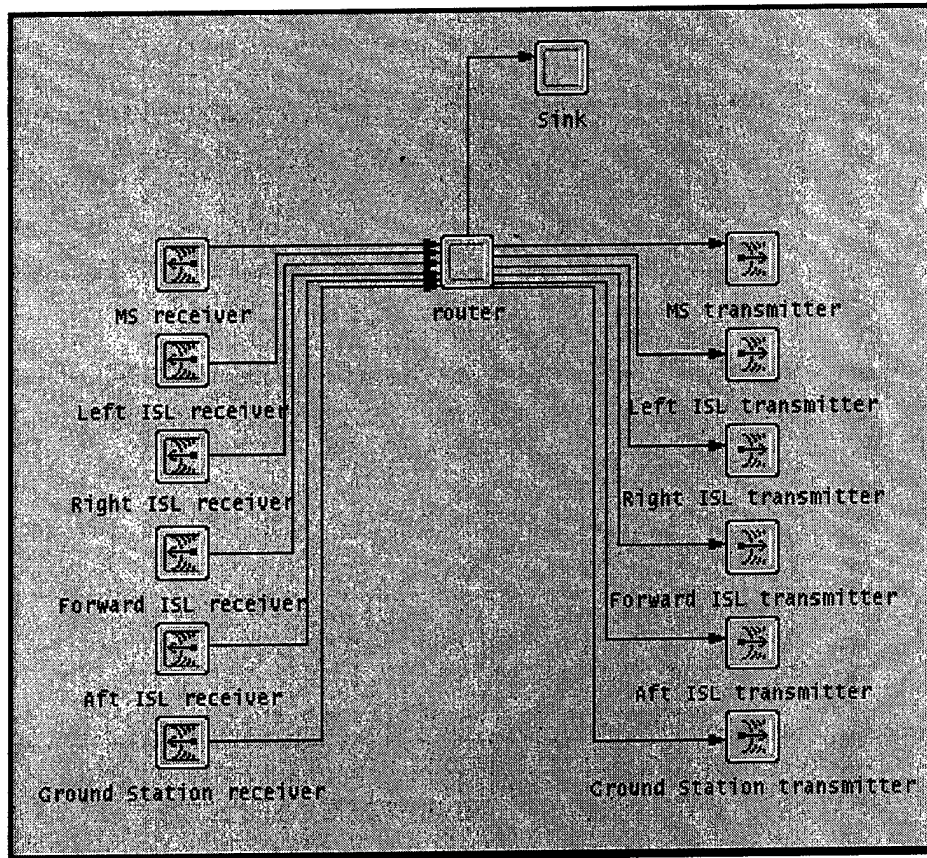 Sink
router
MS receiver
MS transmitter
Left ISL receiver
Left ISL transmitter
Right ISL receiver
Right ISL transmitter
Forward ISL receiver
Forward ISL transmitter
Aft ISL receiver
Aft ISL transmitter
Ground Station receiver
Ground Station transmitter